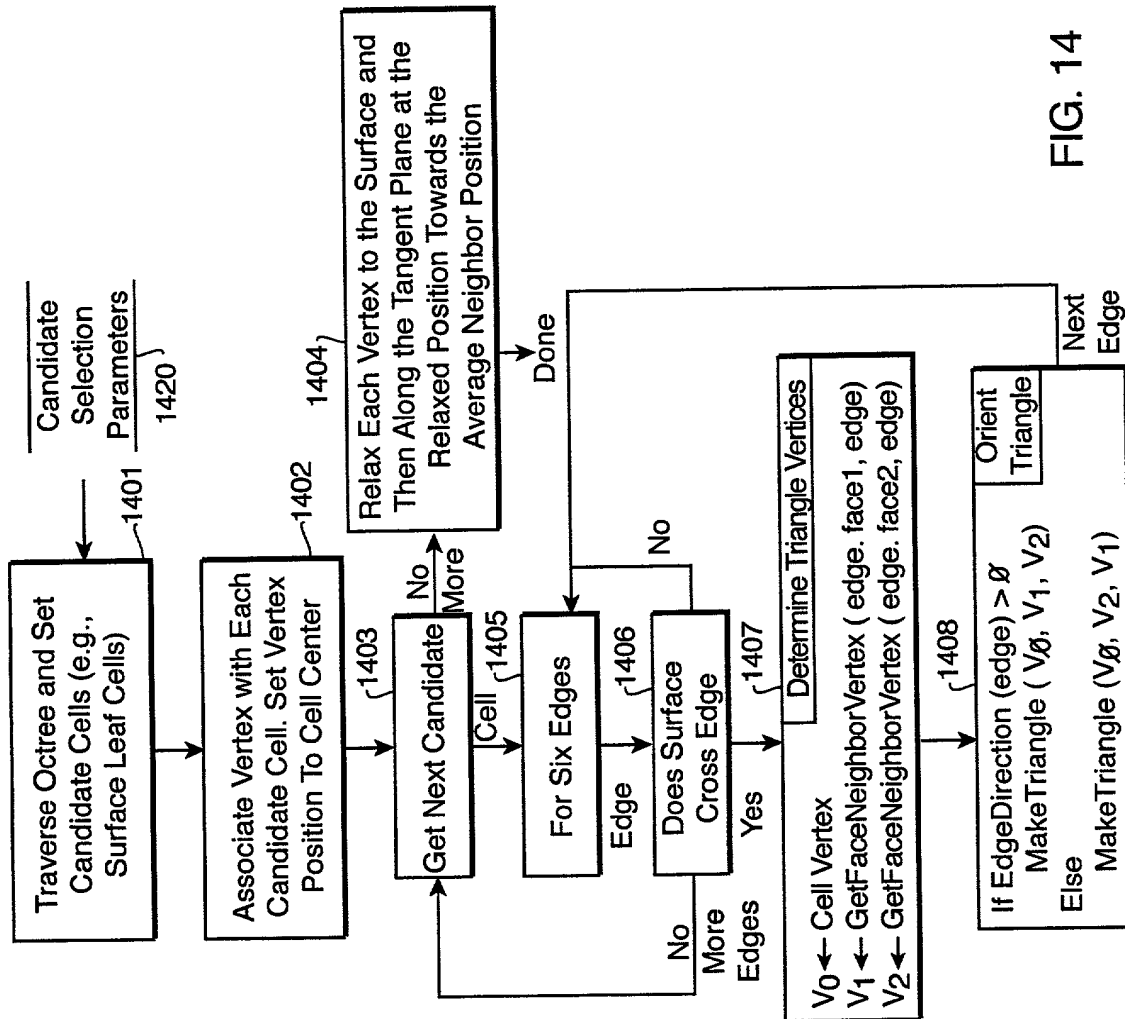 Candidate
Selection
Parameters
1420
1401
Traverse Octree and Set
Candidate Cells (e.g.,
Surface Leaf Cells)
1402
Associate Vertex with Each
Candidate Cell. Set Vertex
Position To Cell Center
1403
Get Next Candidate
No
More
1404
Relax Each Vertex to the Surface and
Then Along the Tangent Plane at the
Relaxed Position Towards the
Average Neighbor Position
Done
Cell
1405
For Six Edges
Edge
1406
Does Surface
Cross Edge
No
No
More
Edges
Yes
1407
Determine Triangle Vertices
V0 ← Cell Vertex
V1 ← GetFaceNeighborVertex ( edge. face1, edge)
V2 ← GetFaceNeighborVertex ( edge. face2, edge)
1408
Orient
Triangle
If EdgeDirection (edge) > Ø
MakeTriangle ( VØ, V1, V2)
Else
MakeTriangle (VØ, V2, V1)
Next
Edge
FIG. 14